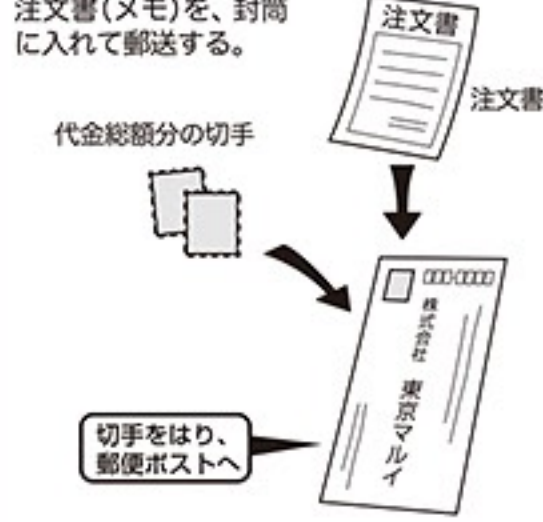 注文書(メモ)を、封筒
に入れて郵送する。
注文書
注文書
代金総額分の切手
株式会社 東京マルイ
切手をはり、
郵便ポストへ